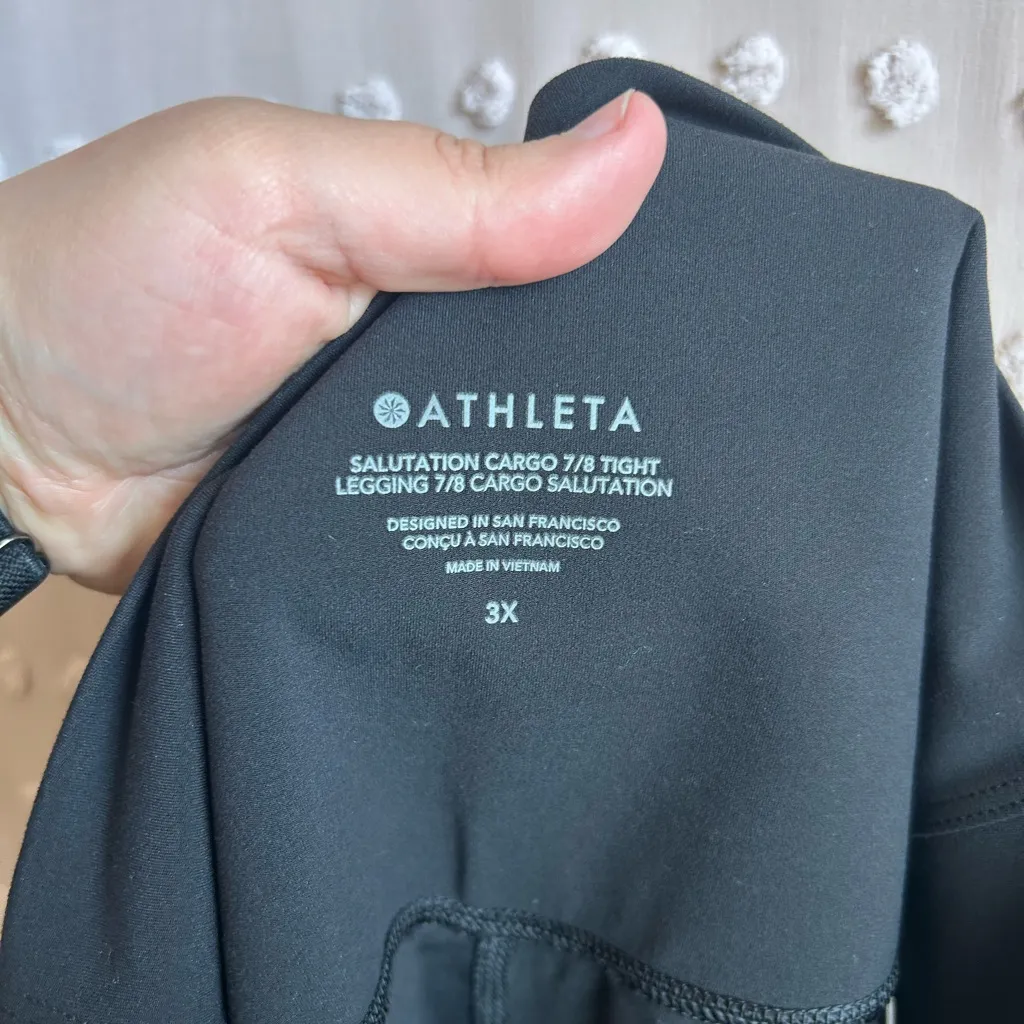 ATHLETA
SALUTATION CARGO 7/8 TIGHT
LEGGING 7/8 CARGO SALUTATION
DESIGNED IN SAN FRANCISCO
CONÇU À SAN FRANCISCO
MADE IN VIETNAM
3X